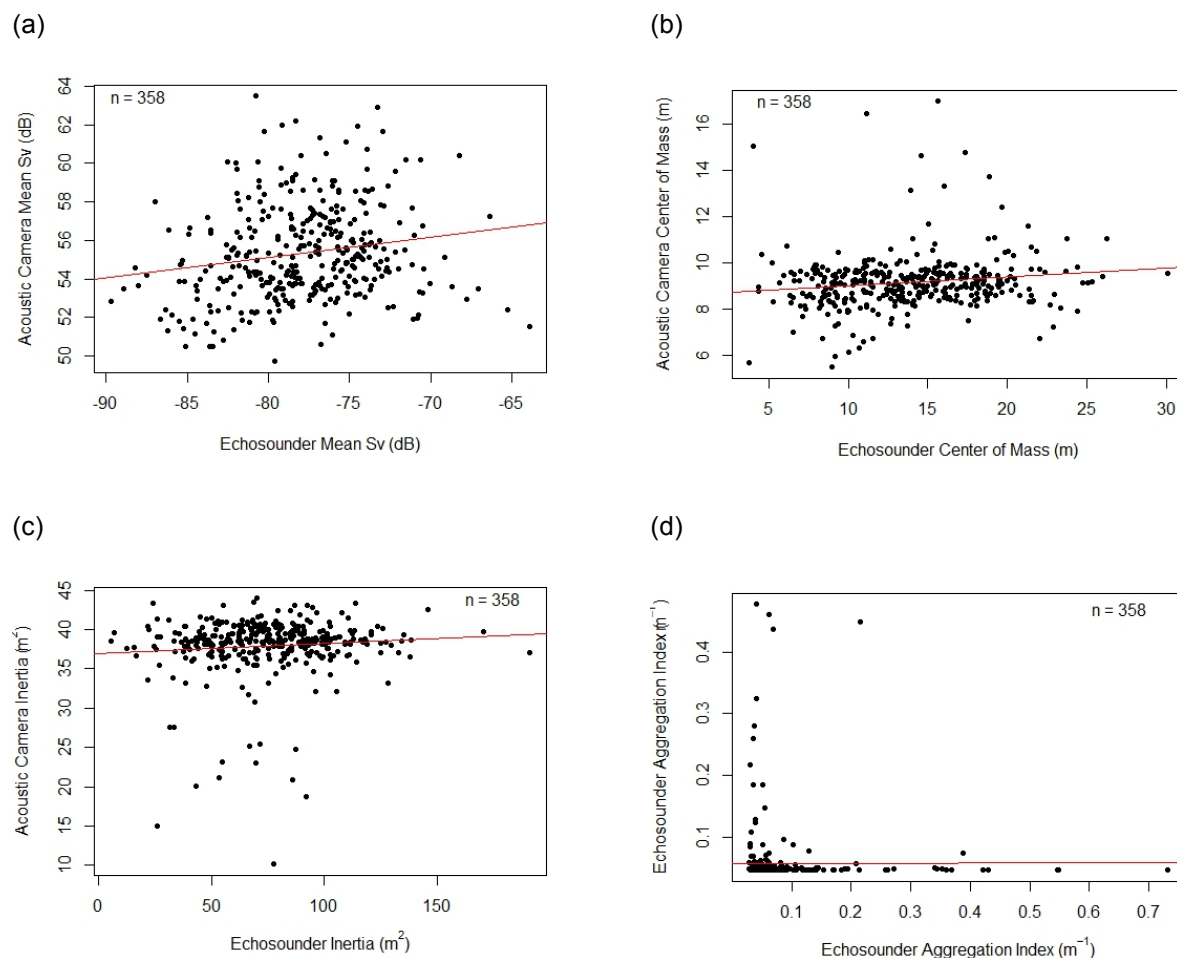 (a)
n = 358
Acoustic Camera Mean Sv (dB)
64
62
60
58
56
54
52
50
-90 -85 -80 -75 -70 -65
Echosounder Mean Sv (dB)
(b)
n = 358
Acoustic Camera Center of Mass (m)
16
14
12
10
8
6
5 10 15 20 25 30
Echosounder Center of Mass (m)
(c)
n = 358
Acoustic Camera Inertia (m²)
45
40
35
30
25
20
15
10
0 50 100 150
Echosounder Inertia (m²)
(d)
n = 358
Echosounder Aggregation Index (m⁻¹)
0.4
0.3
0.2
0.1
0.1 0.2 0.3 0.4 0.5 0.6 0.7
Echosounder Aggregation Index (m⁻¹)